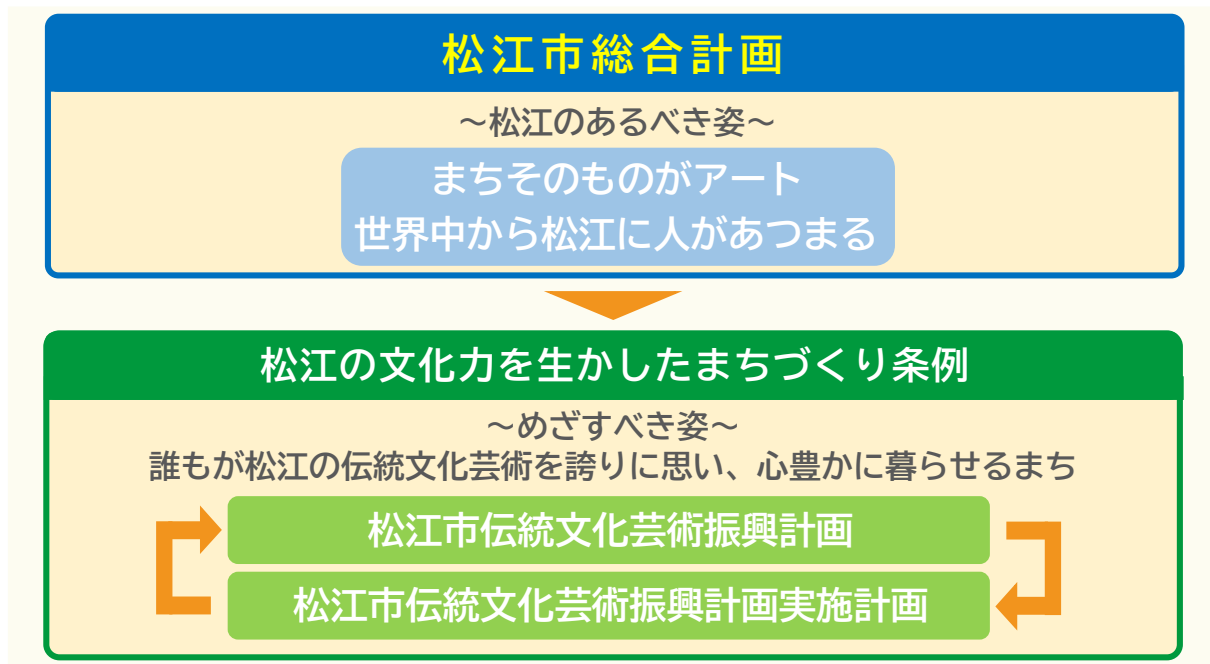 松江市総合計画
～松江のあるべき姿～
まちそのものがアート
世界中から松江に人があつまる
松江の文化力を生かしたまちづくり条例
～めざすべき姿～
誰もが松江の伝統文化芸術を誇りに思い、心豊かに暮らせるまち
松江市伝統文化芸術振興計画
松江市伝統文化芸術振興計画実施計画